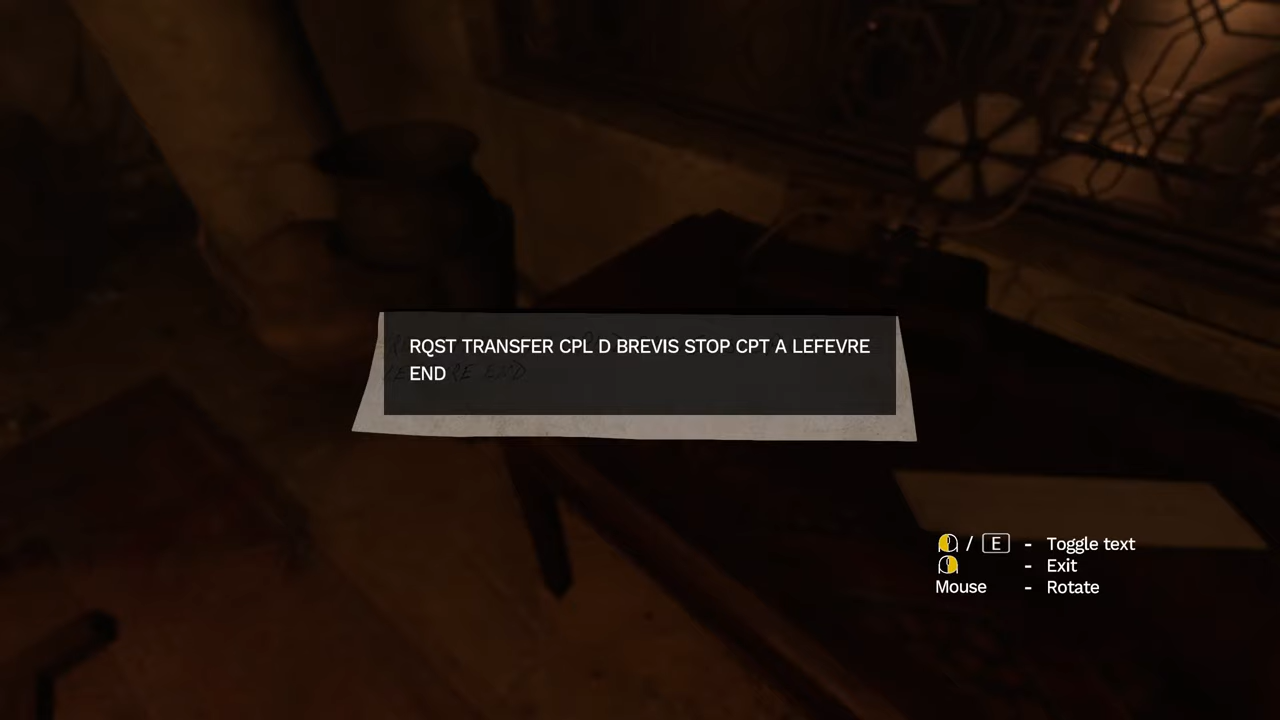 RQST TRANSFER CPL D BREVIS STOP CPT A LEFEVRE
END
/ E - Toggle text
- Exit
Mouse - Rotate